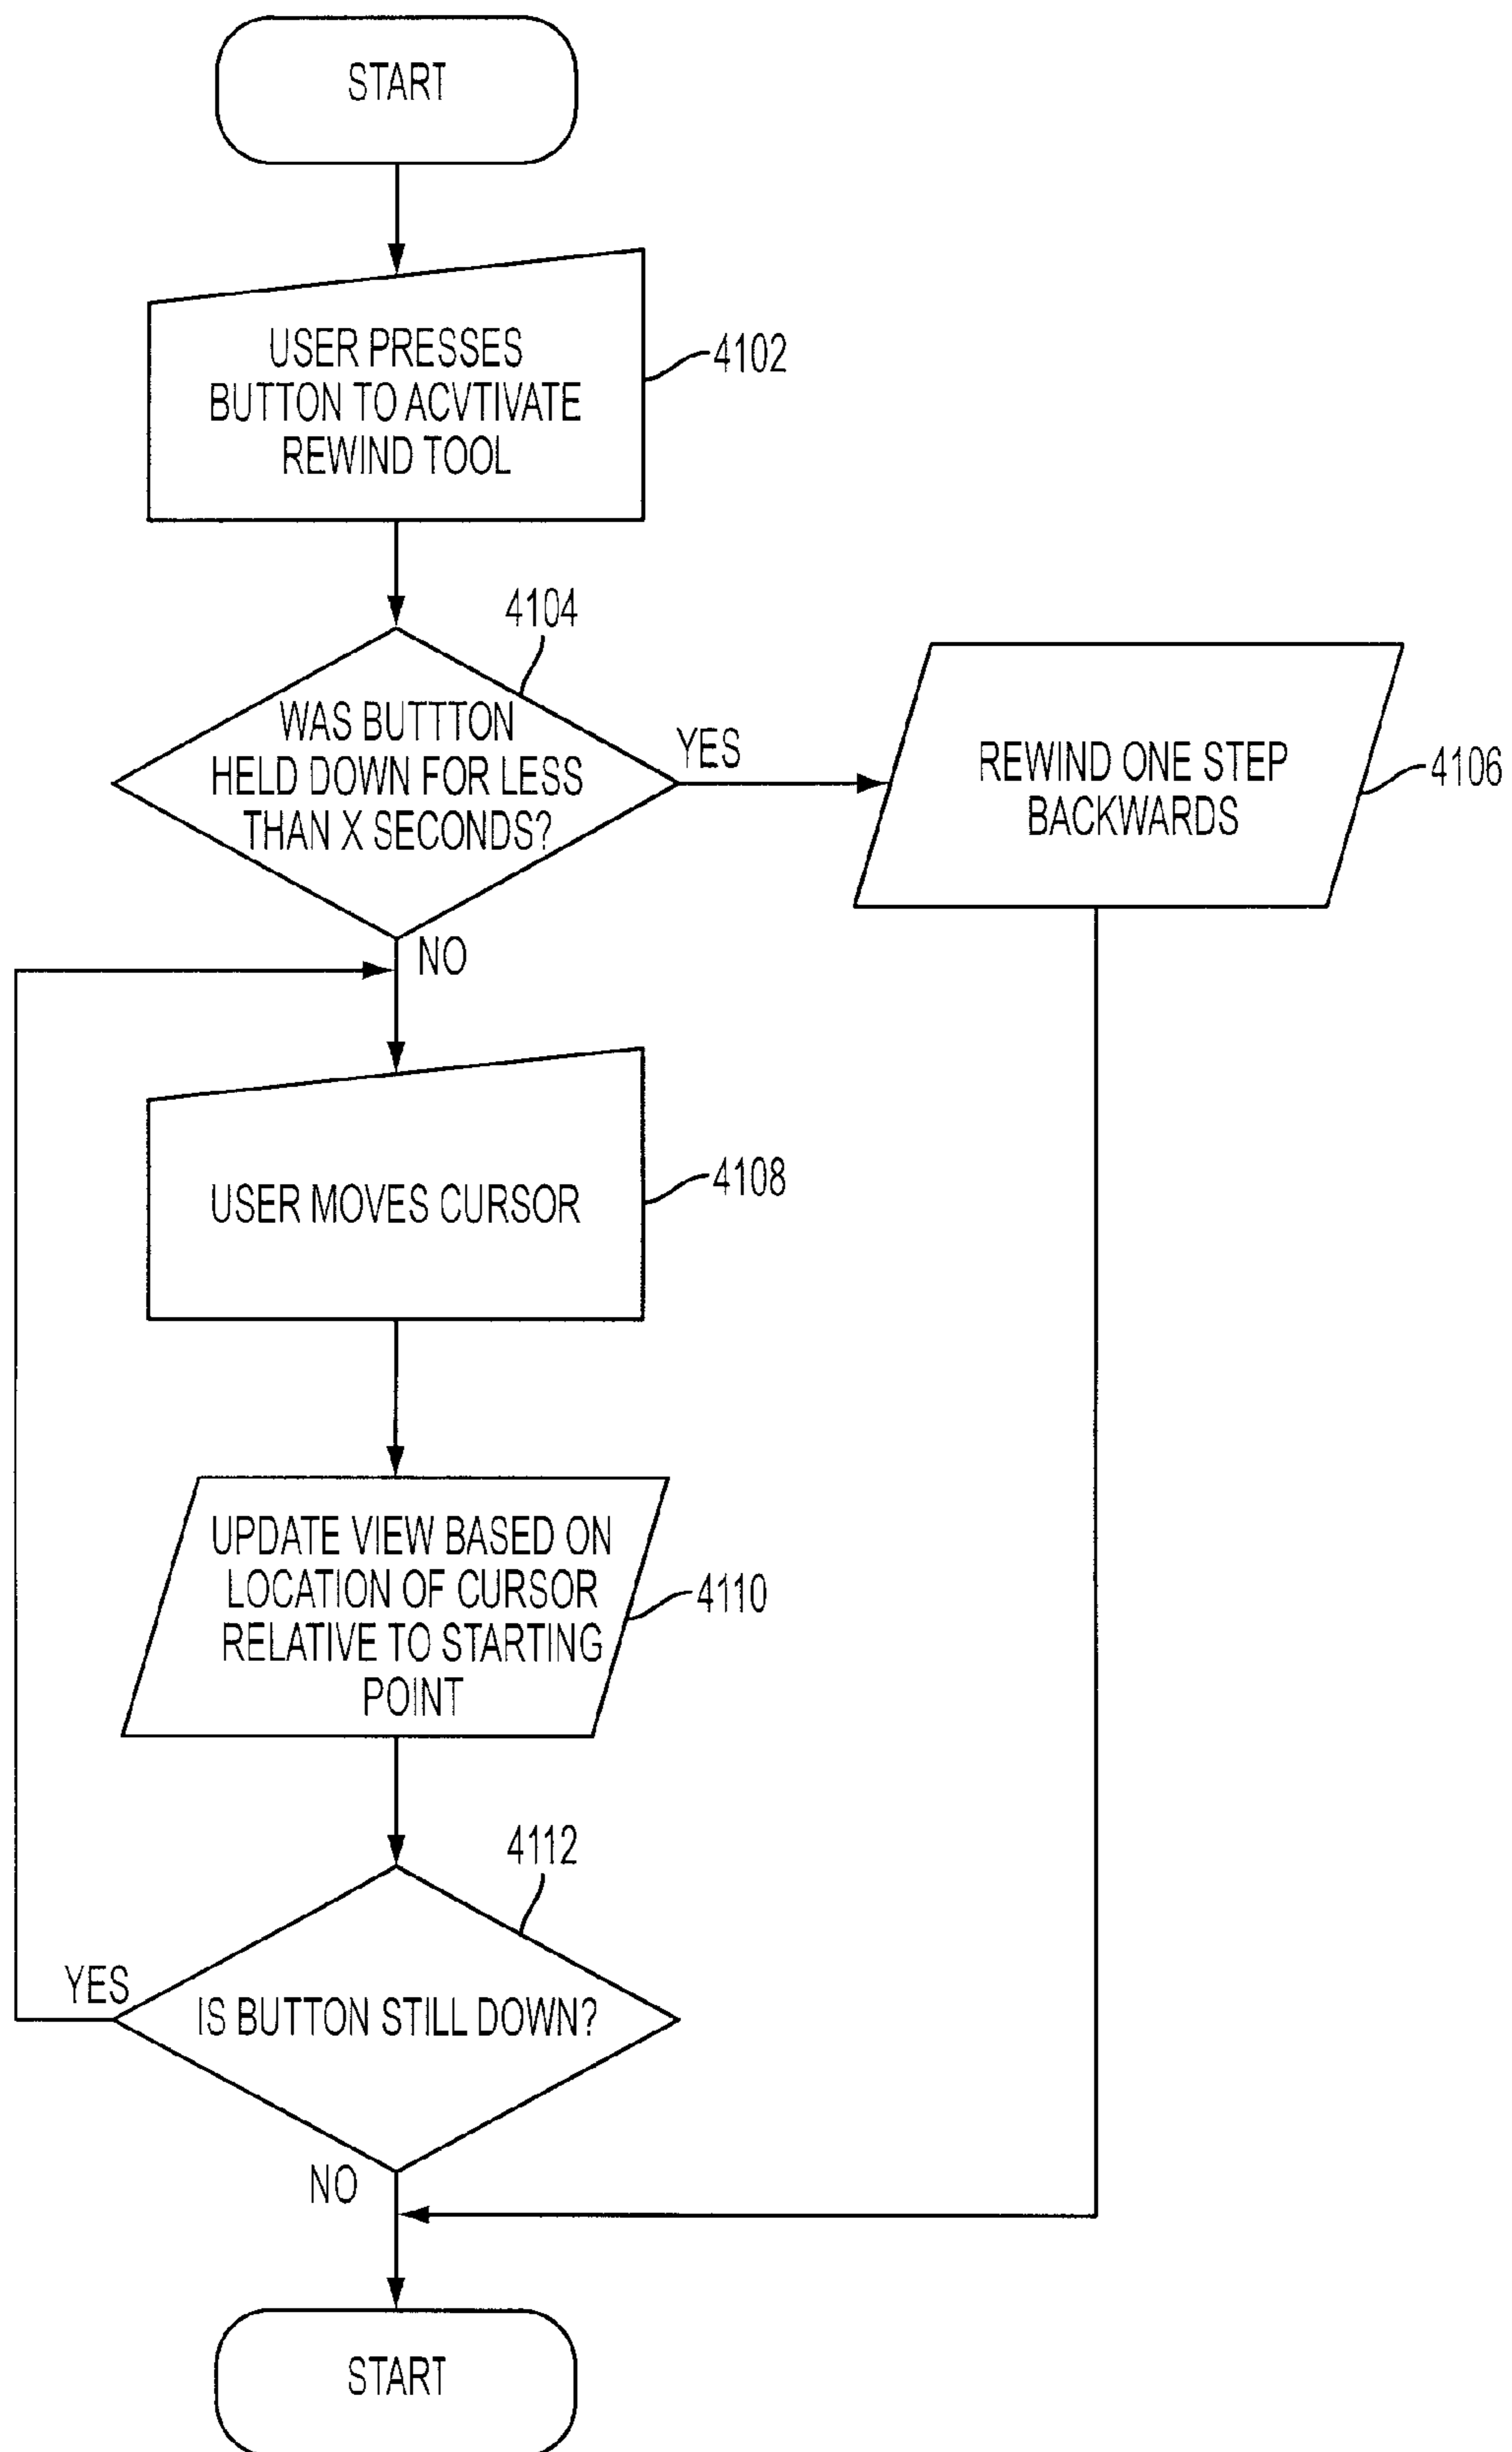 START
USER PRESSES
BUTTON TO ACVTIVATE
REWIND TOOL
4102
4104
WAS BUTTTON
HELD DOWN FOR LESS
THAN X SECONDS?
YES
REWIND ONE STEP
BACKWARDS
4106
NO
USER MOVES CURSOR
4108
UPDATE VIEW BASED ON
LOCATION OF CURSOR
RELATIVE TO STARTING
POINT
4110
4112
YES
IS BUTTON STILL DOWN?
NO
START